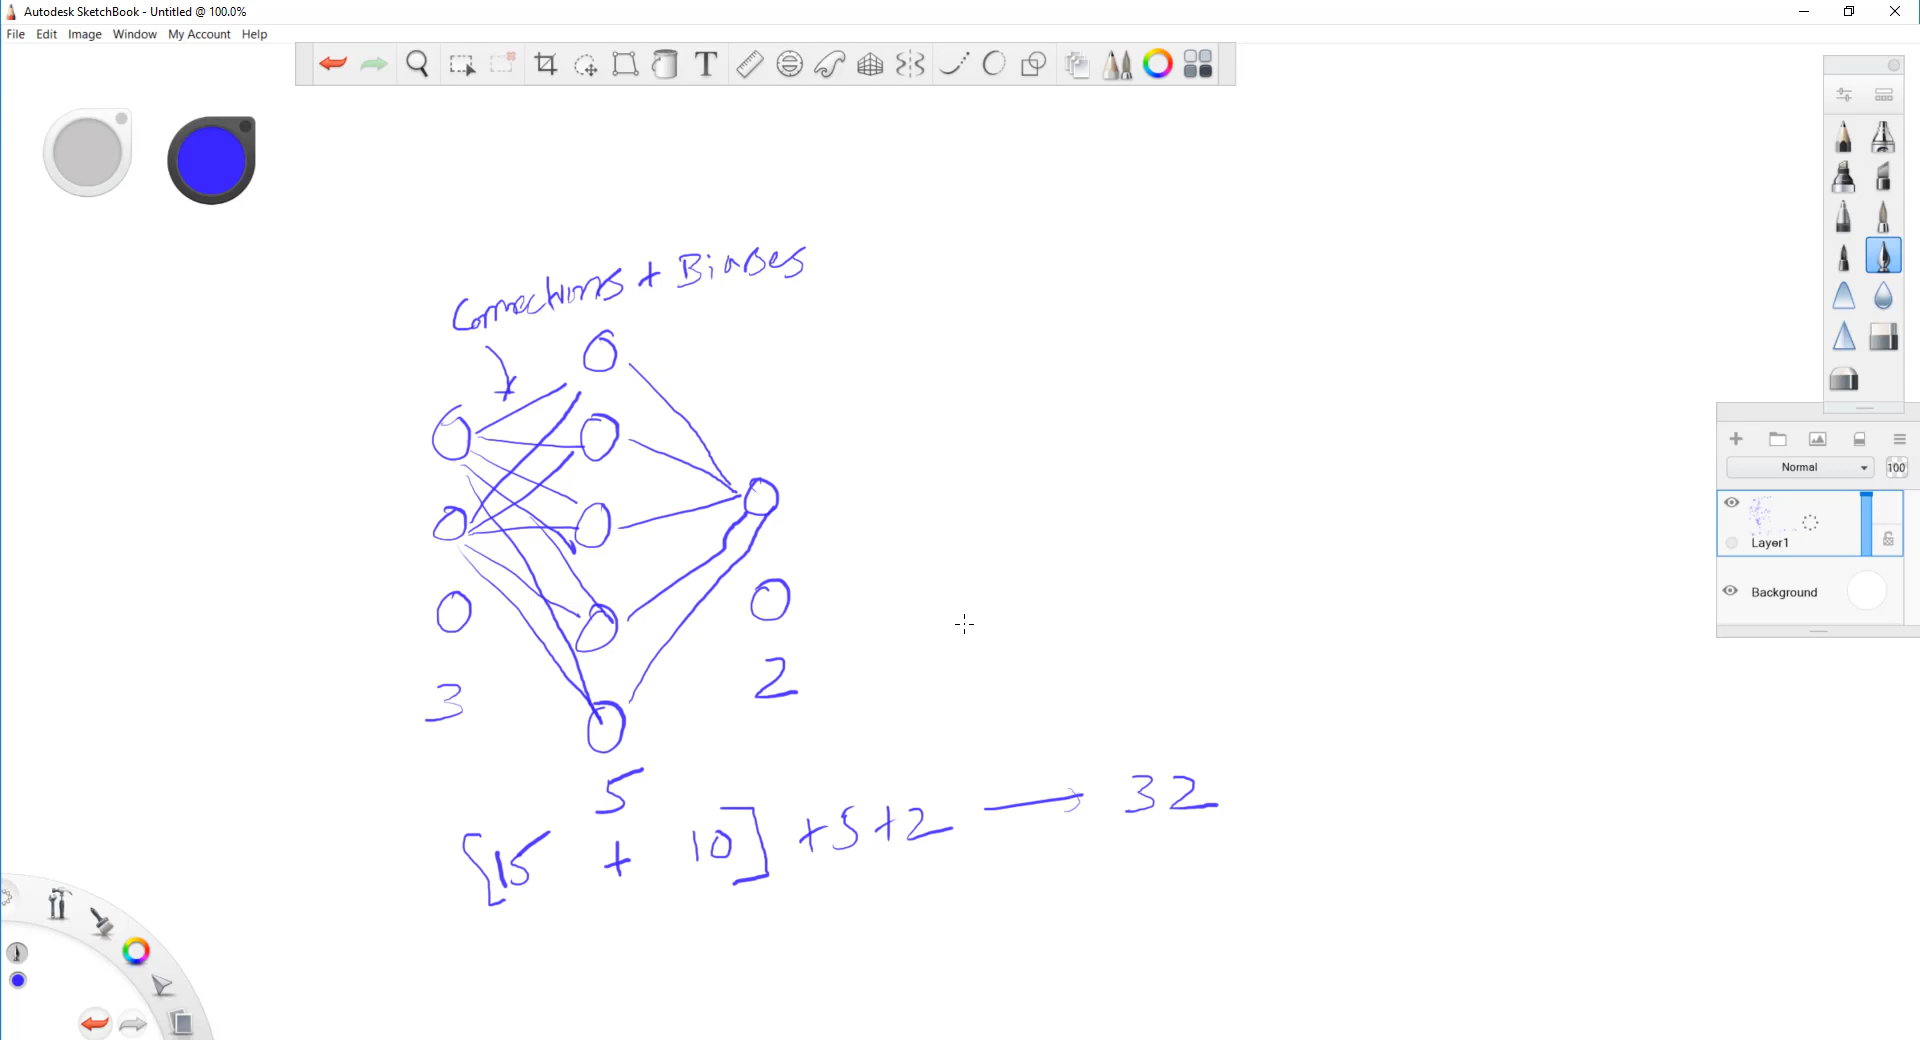 Autodesk SketchBook - Untitled @ 100.0%
File Edit Image Window My Account Help
T
Normal
100
Layer1
Background
Connections + Biases
3
2
5
[15 + 10] +5+2 → 32